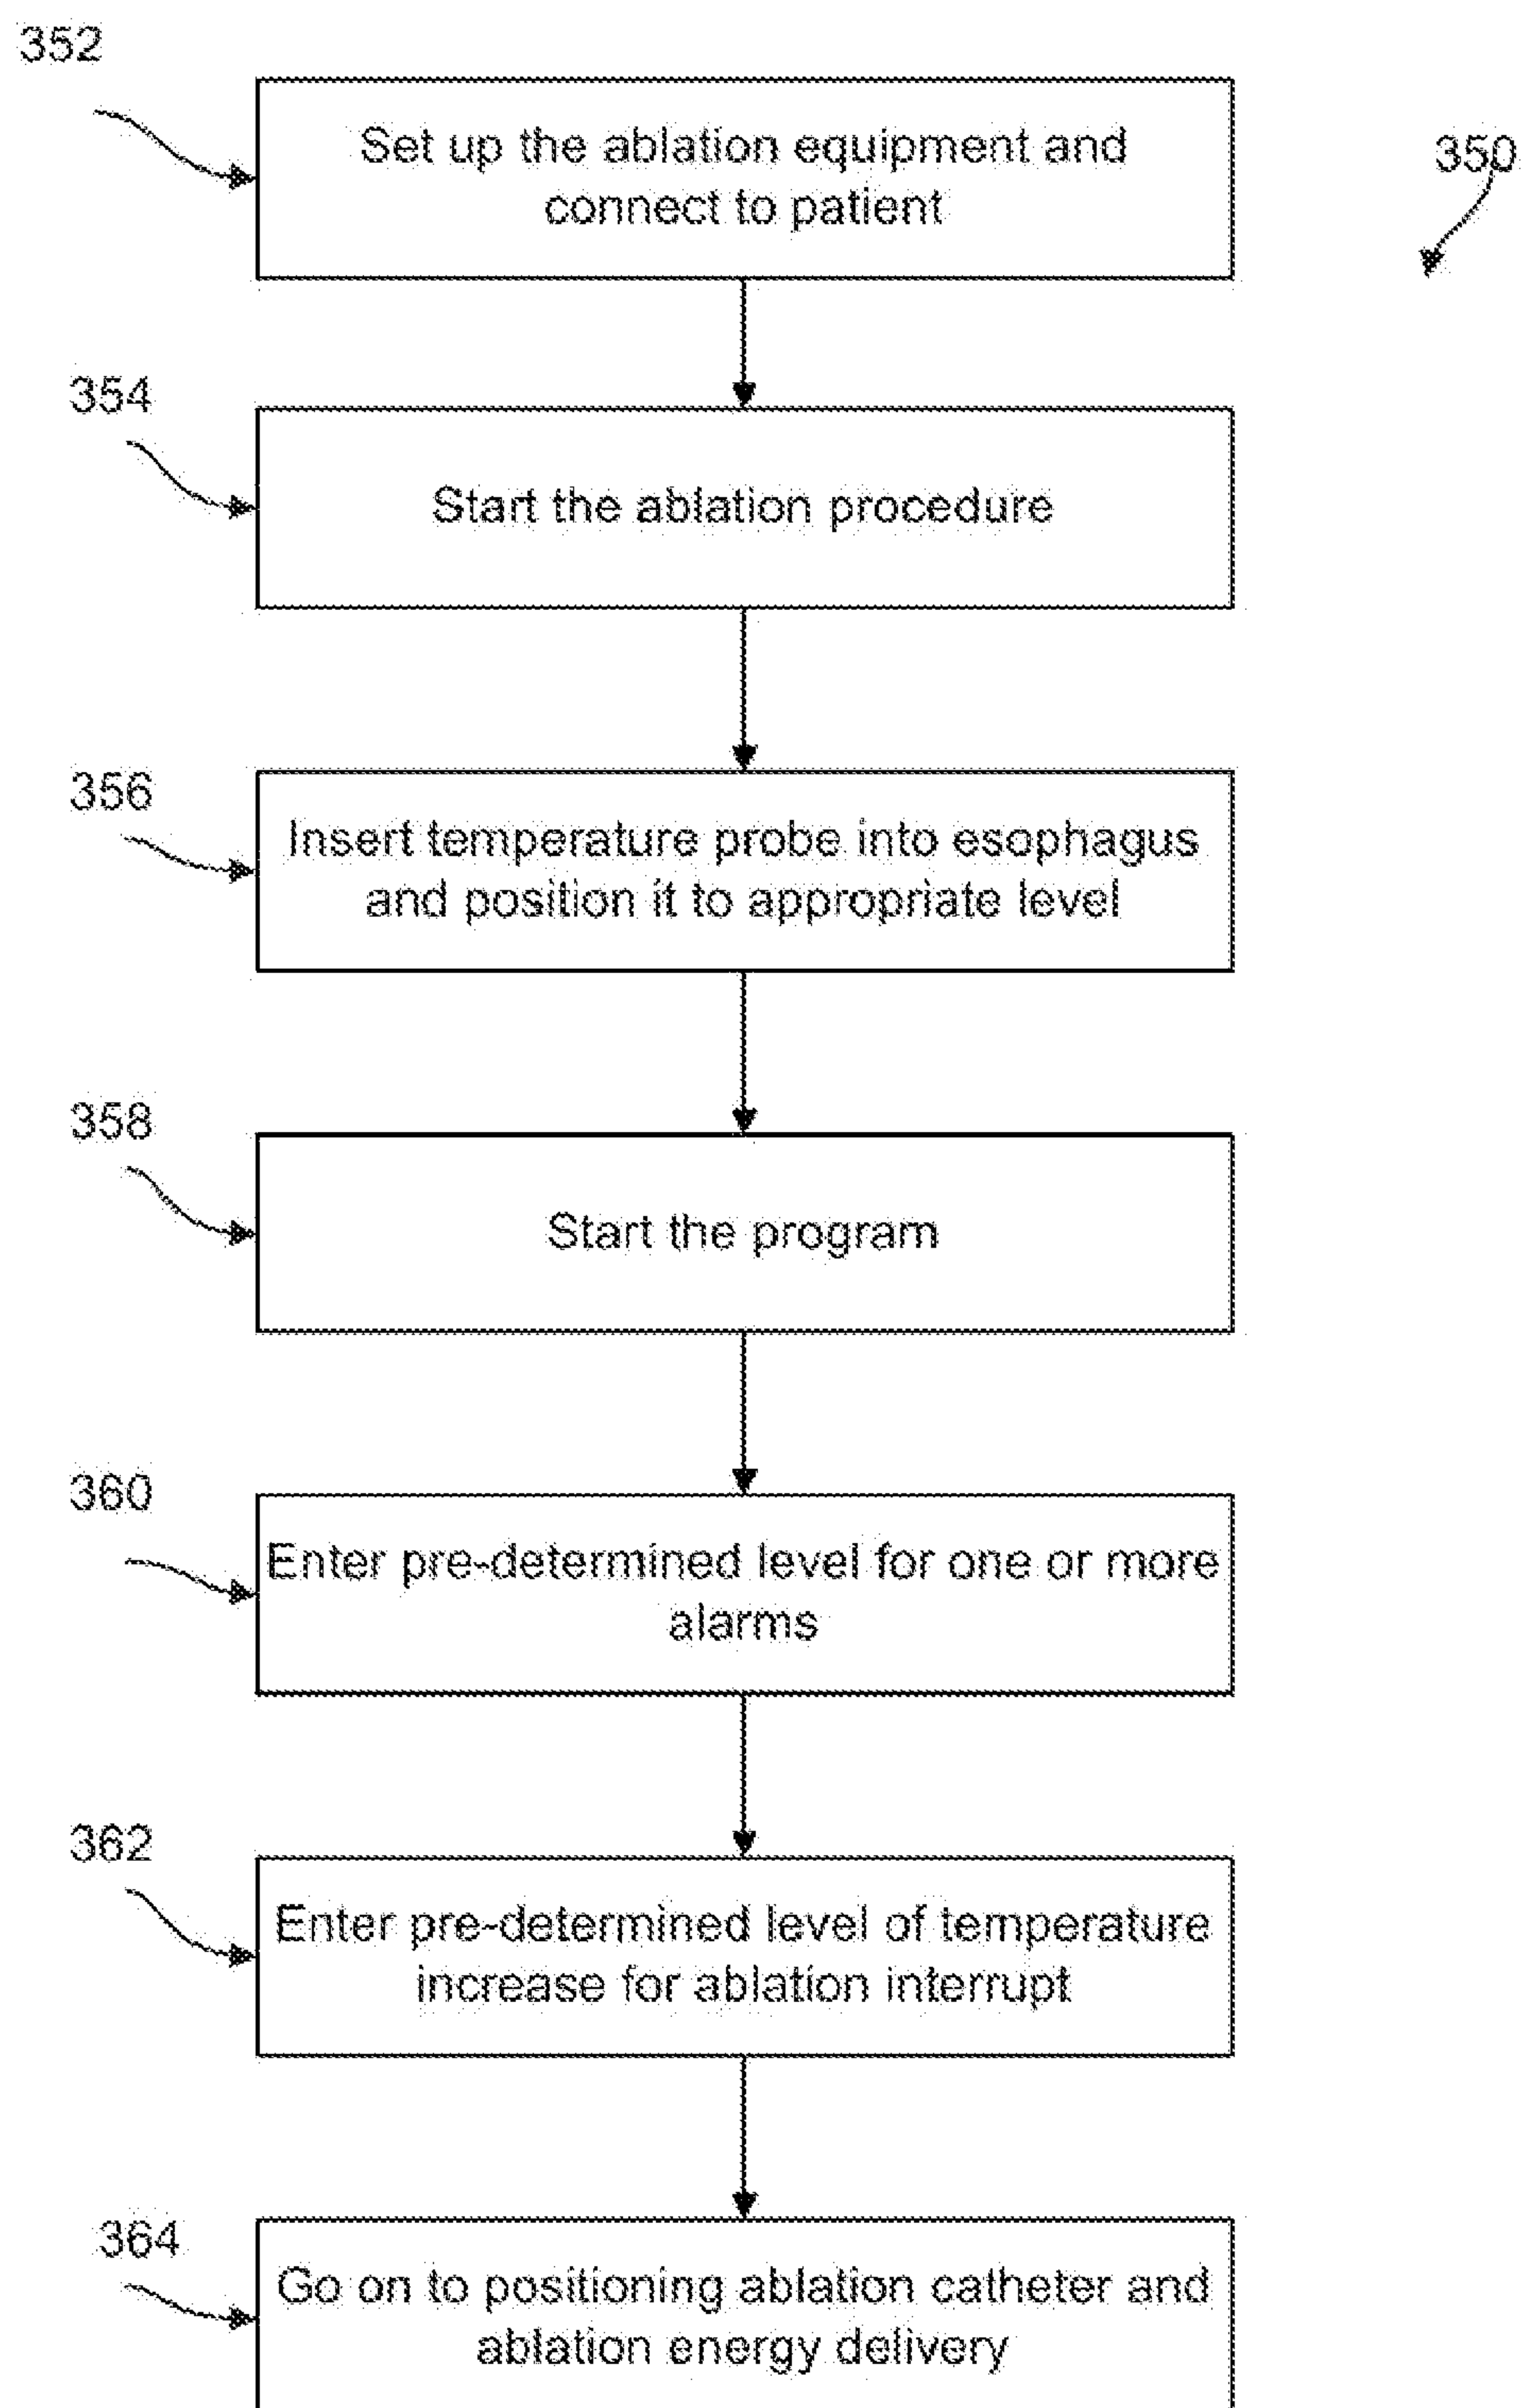 352
Set up the ablation equipment and
connect to patient
350
354
Start the ablation procedure
356
Insert temperature probe into esophagus
and position it to appropriate level
358
Start the program
360
Enter pre-determined level for one or more
alarms
362
Enter pre-determined level of temperature
increase for ablation interrupt
364
Go on to positioning ablation catheter and
ablation energy delivery